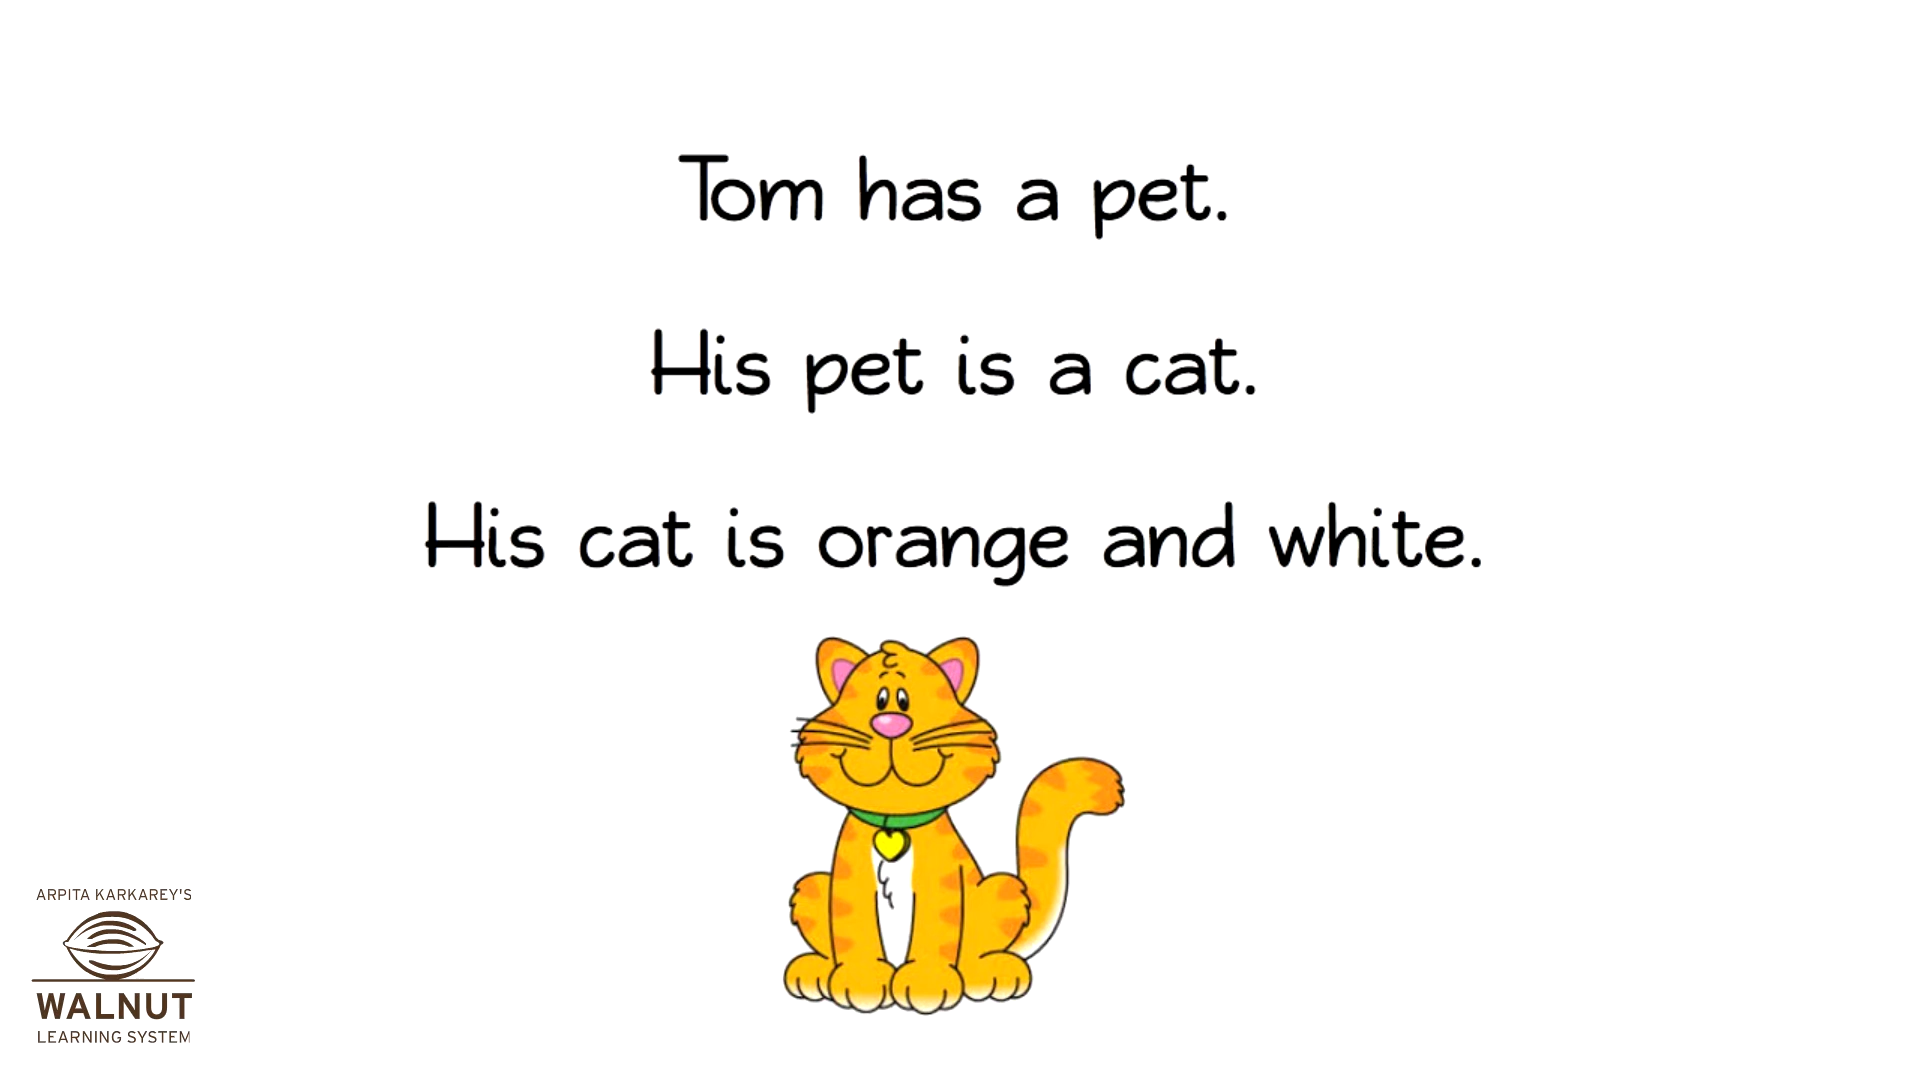 Tom has a pet.
His pet is a cat.
His cat is orange and white.
ARPITA KARKAREY'S
WALNUT
LEARNING SYSTEM